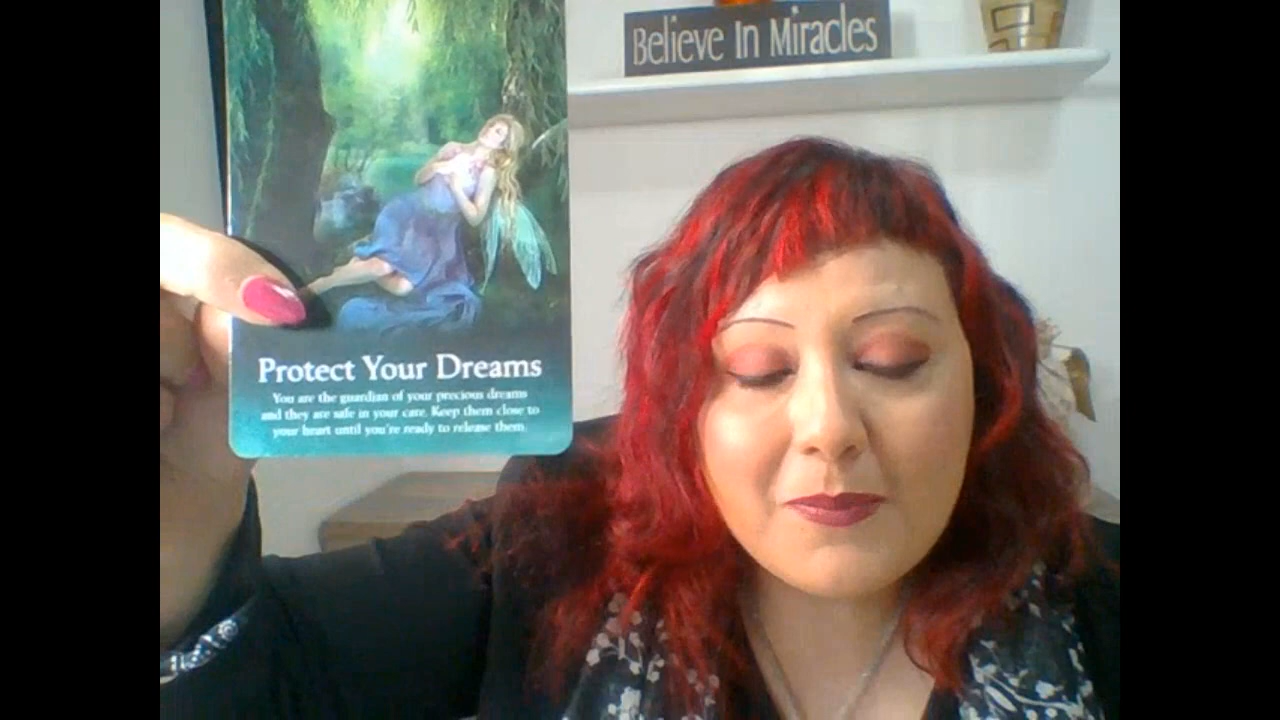 Believe In Miracles
Protect Your Dreams
You are the guardian of your precious dreams
and they are safe in your care. Keep them close to
your heart until you're ready to release them.